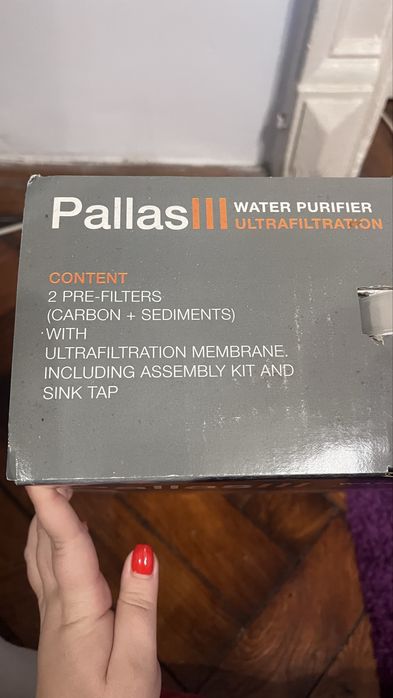 PallasIII
WATER PURIFIER
ULTRAFILTRATION
CONTENT
2 PRE-FILTERS
(CARBON + SEDIMENTS)
WITH
ULTRAFILTRATION MEMBRANE.
INCLUDING ASSEMBLY KIT AND
SINK TAP